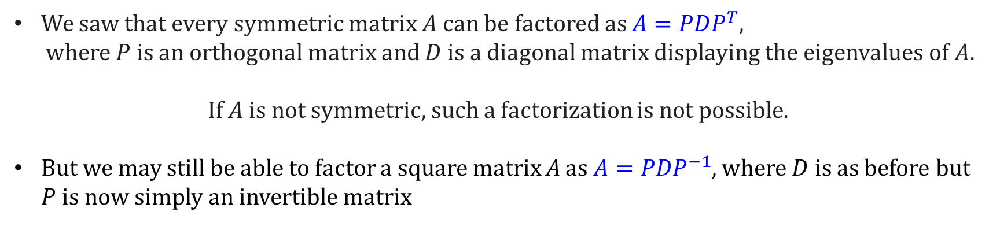 • We saw that every symmetric matrix A can be factored as A = PDPᵀ,
where P is an orthogonal matrix and D is a diagonal matrix displaying the eigenvalues of A.
If A is not symmetric, such a factorization is not possible.
• But we may still be able to factor a square matrix A as A = PDP⁻¹, where D is as before but
P is now simply an invertible matrix